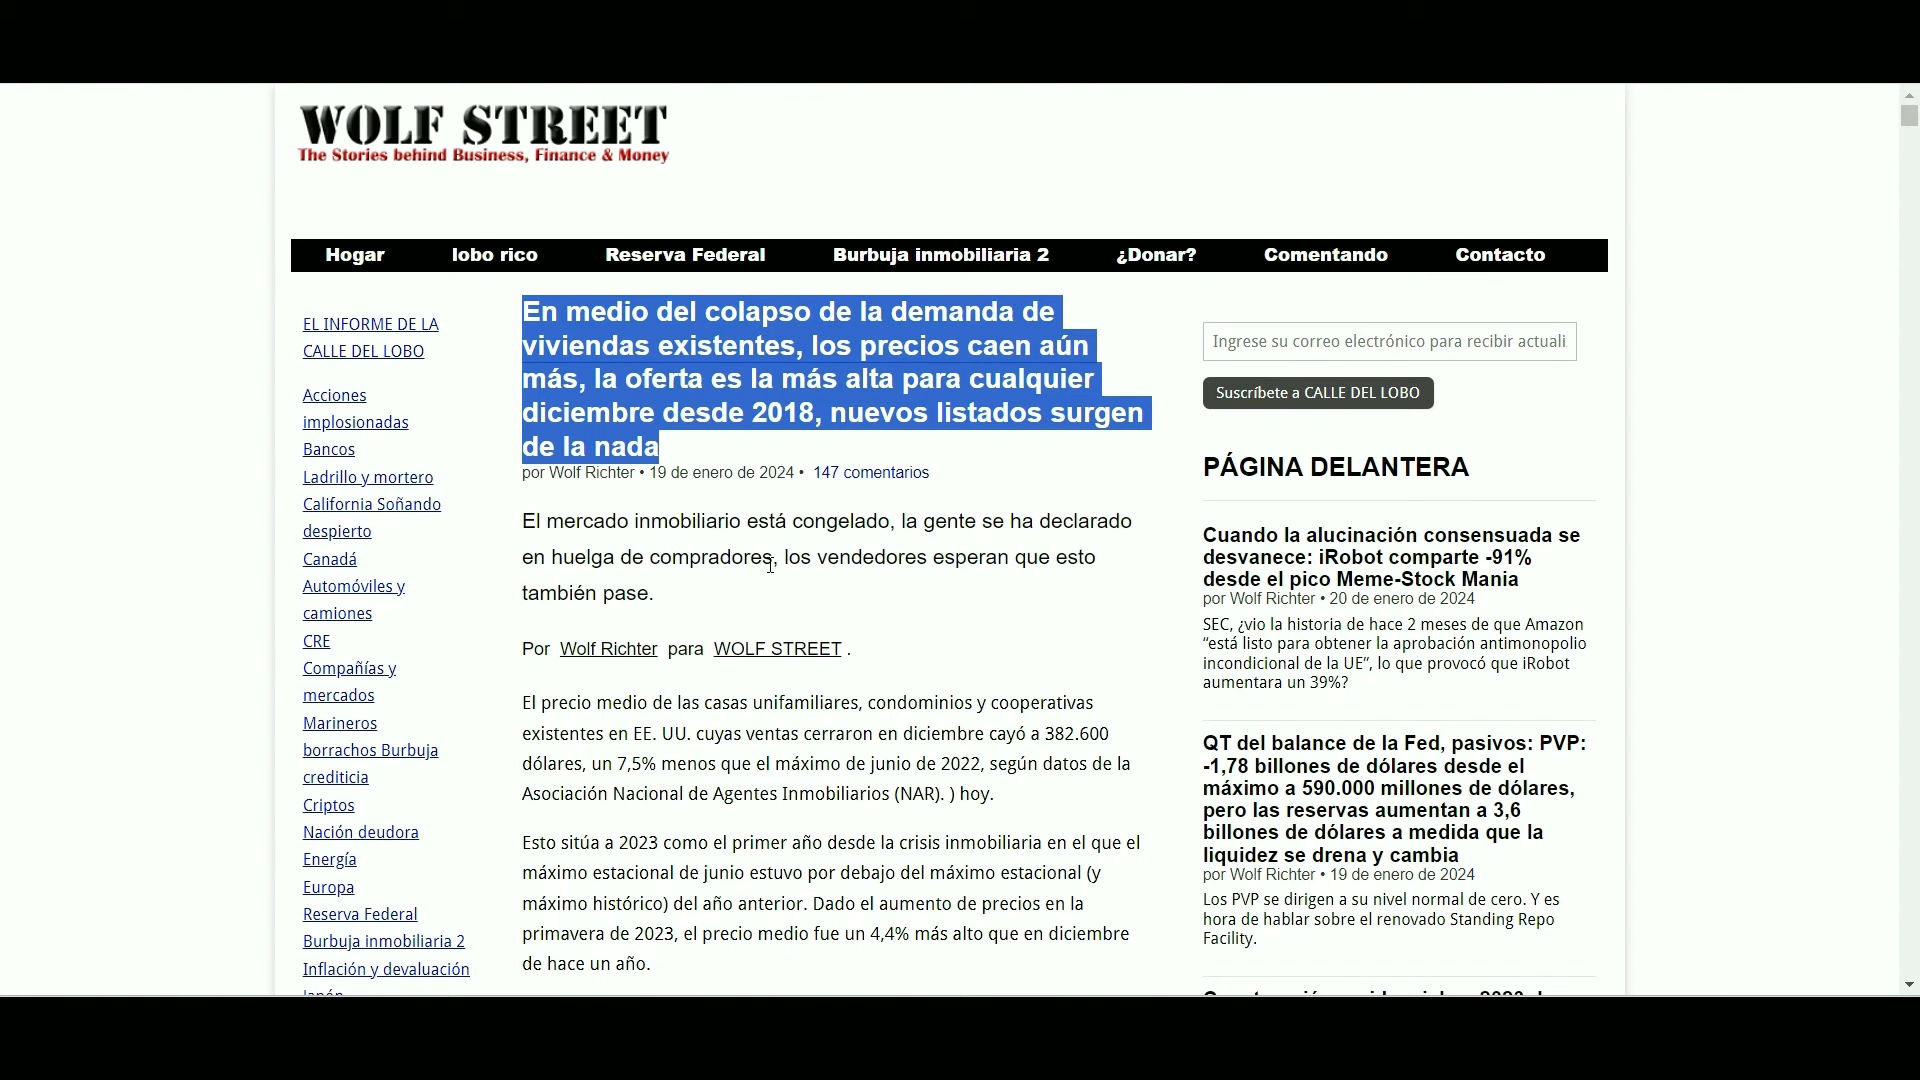 WOLF STREET
The Stories behind Business, Finance & Money
Hogar lobo rico Reserva Federal Burbuja inmobiliaria 2 ¿Donar? Comentando Contacto
EL INFORME DE LA
CALLE DEL LOBO
Acciones
implosionadas
Bancos
Ladrillo y mortero
California Soñando
despierto
Canadá
Automóviles y
camiones
CRE
Compañías y
mercados
Marineros
borrachos Burbuja
crediticia
Criptos
Nación deudora
Energía
Europa
Reserva Federal
Burbuja inmobiliaria 2
Inflación y devaluación
En medio del colapso de la demanda de
viviendas existentes, los precios caen aún
más, la oferta es la más alta para cualquier
diciembre desde 2018, nuevos listados surgen
de la nada
por Wolf Richter • 19 de enero de 2024 • 147 comentarios
El mercado inmobiliario está congelado, la gente se ha declarado
en huelga de compradores, los vendedores esperan que esto
también pase.
Por Wolf Richter para WOLF STREET .
El precio medio de las casas unifamiliares, condominios y cooperativas
existentes en EE. UU. cuyas ventas cerraron en diciembre cayó a 382.600
dólares, un 7,5% menos que el máximo de junio de 2022, según datos de la
Asociación Nacional de Agentes Inmobiliarios (NAR). ) hoy.
Esto sitúa a 2023 como el primer año desde la crisis inmobiliaria en el que el
máximo estacional de junio estuvo por debajo del máximo estacional (y
máximo histórico) del año anterior. Dado el aumento de precios en la
primavera de 2023, el precio medio fue un 4,4% más alto que en diciembre
de hace un año.
Ingrese su correo electrónico para recibir actuali
Suscríbete a CALLE DEL LOBO
PÁGINA DELANTERA
Cuando la alucinación consensuada se
desvanece: iRobot comparte -91%
desde el pico Meme-Stock Mania
por Wolf Richter • 20 de enero de 2024
SEC, ¿vio la historia de hace 2 meses de que Amazon
“está listo para obtener la aprobación antimonopolio
incondicional de la UE“, lo que provocó que iRobot
aumentara un 39%?
QT del balance de la Fed, pasivos: PVP:
-1,78 billones de dólares desde el
máximo a 590.000 millones de dólares,
pero las reservas aumentan a 3,6
billones de dólares a medida que la
liquidez se drena y cambia
por Wolf Richter • 19 de enero de 2024
Los PVP se dirigen a su nivel normal de cero. Y es
hora de hablar sobre el renovado Standing Repo
Facility.